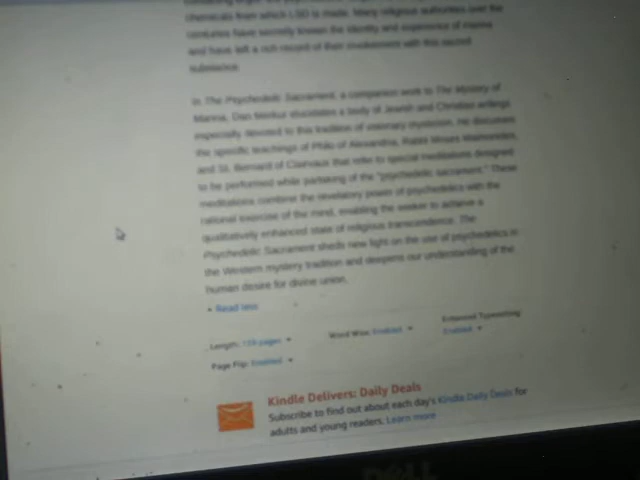 chemicals from which LSD is made. Many religious authorities over the
centuries have secretly known the identity and experience of manna
and have left a rich record of their involvement with this sacred
substance.
In The Psychedelic Sacrament, a companion work to The Mystery of
Manna, Dan Merkur elucidates a body of Jewish and Christian writings
especially devoted to this tradition of visionary mysticism. He discusses
the specific teachings of Philo of Alexandria, Rabbi Moses Maimonides,
and St. Bernard of Clairvaux that refer to special meditations designed
to be performed while partaking of the "psychedelic sacrament." These
meditations combine the revelatory power of psychedelics with the
rational exercise of the mind, enabling the seeker to achieve a
qualitatively enhanced state of religious transcendence. The
Psychedelic Sacrament sheds new light on the use of psychedelics in
the Western mystery tradition and deepens our understanding of the
human desire for divine union.
Read less
Length: pages Word Wise: Enabled Enhanced Typesetting:
Enabled
Page Flip: Enabled
Kindle Delivers: Daily Deals
Subscribe to find out about each day's Kindle Daily Deals for
adults and young readers. Learn more
DELL